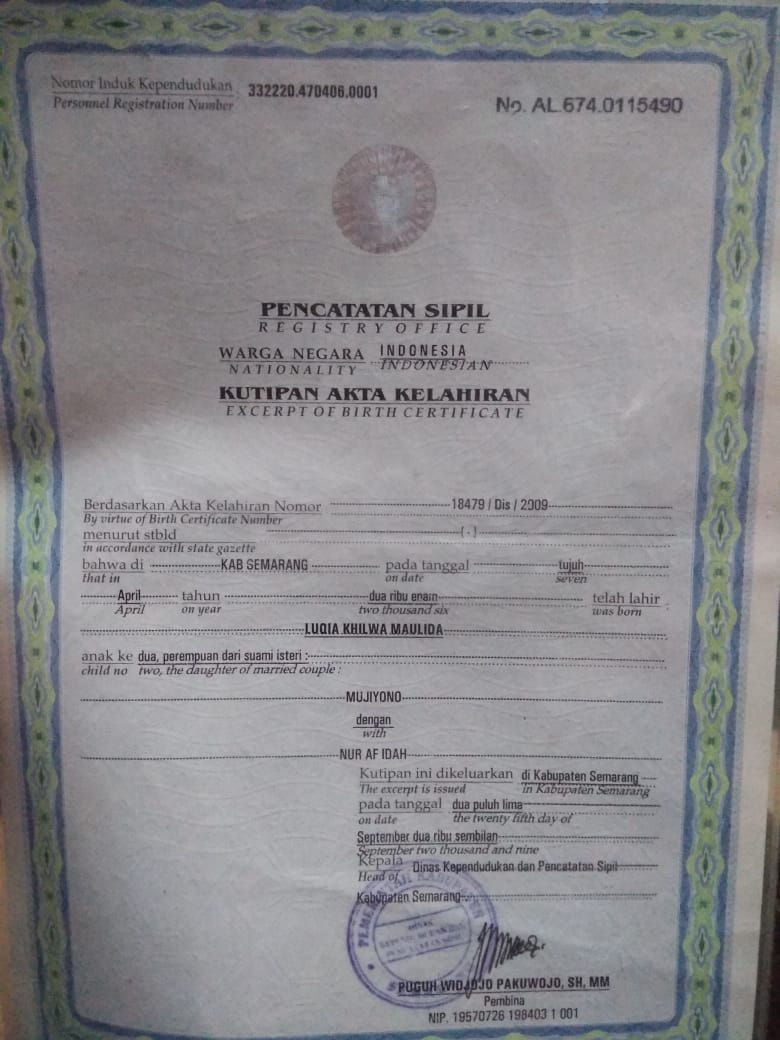 Nomor Induk Kependudukan : 332220.470406.0001
Personnel Registration Number
No. AL.674.0115490
PENCATATAN SIPIL
REGISTRY OFFICE
WARGA NEGARA INDONESIA
NATIONALITY INDONESIAN
KUTIPAN AKTA KELAHIRAN
EXCERPT OF BIRTH CERTIFICATE
Berdasarkan Akta Kelahiran Nomor 18479 / Dis / 2009
By virtue of Birth Certificate Number
menurut stbld ( - )
in accordance with state gazette
bahwa di KAB SEMARANG pada tanggal tujuh
that in on date seven
April tahun dua ribu enam telah lahir :
April on year two thousand six was born
LUQIA KHILWA MAULIDA
anak ke dua, perempuan dari suami isteri :
child no two, the daughter of married couple :
MUJIYONO
dengan
with
NUR AF IDAH
Kutipan ini dikeluarkan di Kabupaten Semarang
The excerpt is issued in Kabupaten Semarang
pada tanggal dua puluh lima
on date the twenty fifth day of
September dua ribu sembilan
September two thousand and nine
Kepala Dinas Kependudukan dan Pencatatan Sipil
Head of
Kabupaten Semarang
PEMERINTAH KABUPATEN
DINAS
KEPENDUDUKAN DAN
PENCATATAN SIPIL
PUGUH WIDJOJO PAKUWOJO, SH, MM
Pembina
NIP. 19570726 198403 1 001